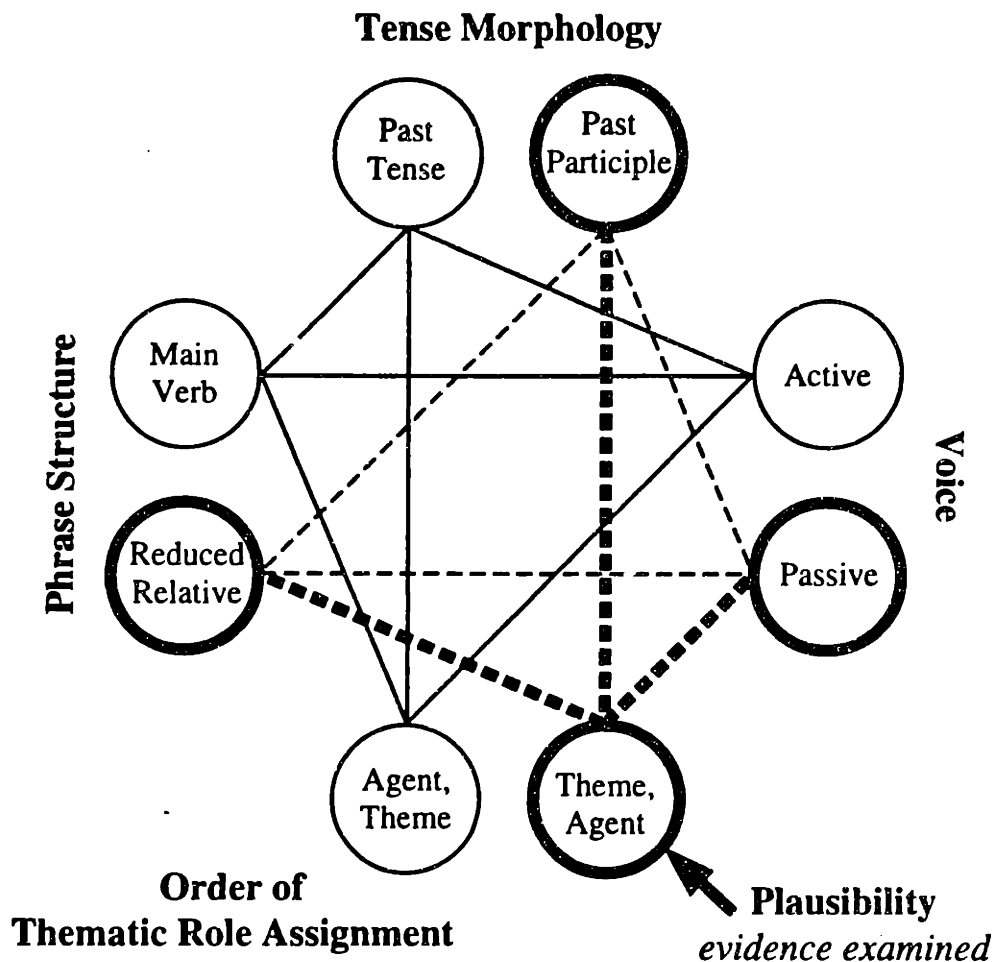 Tense Morphology
Past
Tense
Past
Participle
Main
Verb
Active
Phrase Structure
Voice
Reduced
Relative
Passive
Agent,
Theme
Theme,
Agent
Order of
Thematic Role Assignment
Plausibility
evidence examined